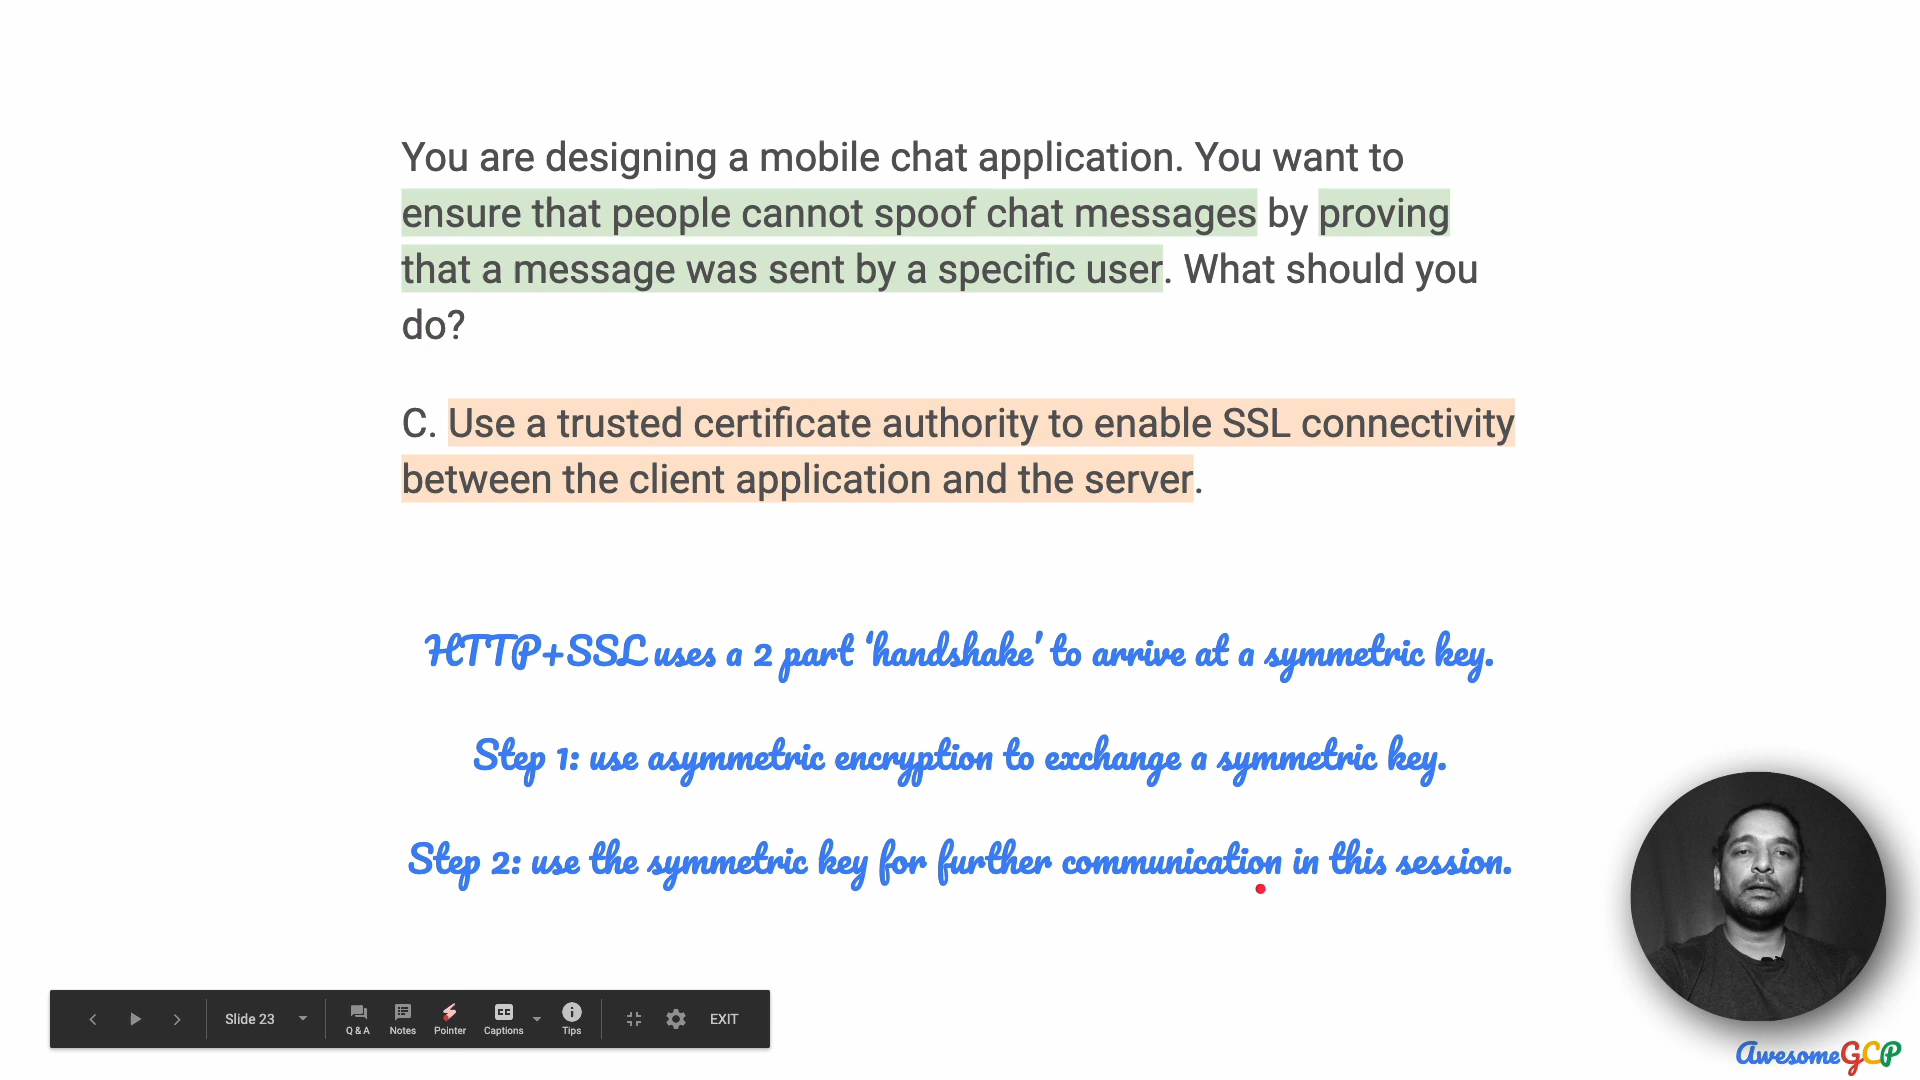 You are designing a mobile chat application. You want to
ensure that people cannot spoof chat messages by proving
that a message was sent by a specific user. What should you
do?
C. Use a trusted certificate authority to enable SSL connectivity
between the client application and the server.
HTTP+SSL uses a 2 part ‘handshake’ to arrive at a symmetric key.
Step 1: use asymmetric encryption to exchange a symmetric key.
Step 2: use the symmetric key for further communication in this session.
Slide 23
Q & A
Notes
Pointer
CC
Captions
Tips
EXIT
AwesomeGCP